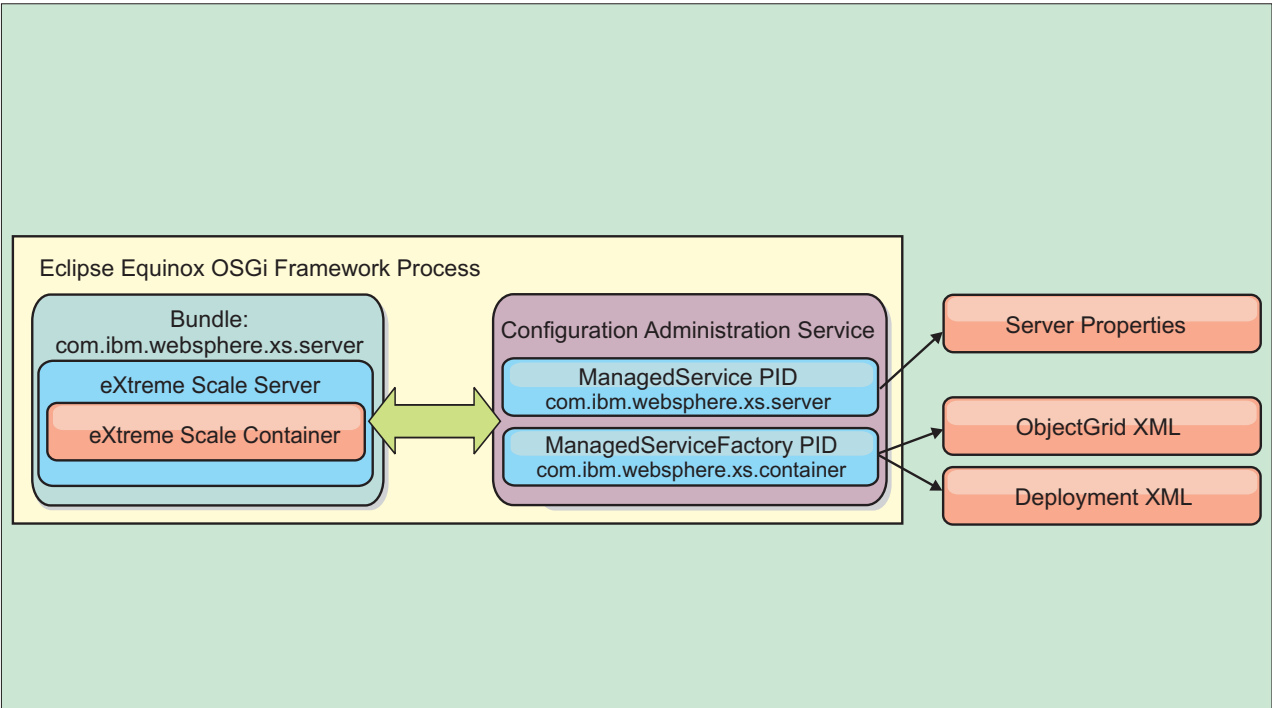 Eclipse Equinox OSGi Framework Process
Bundle:
com.ibm.websphere.xs.server
eXtreme Scale Server
eXtreme Scale Container
Configuration Administration Service
ManagedService PID
com.ibm.websphere.xs.server
ManagedServiceFactory PID
com.ibm.websphere.xs.container
Server Properties
ObjectGrid XML
Deployment XML